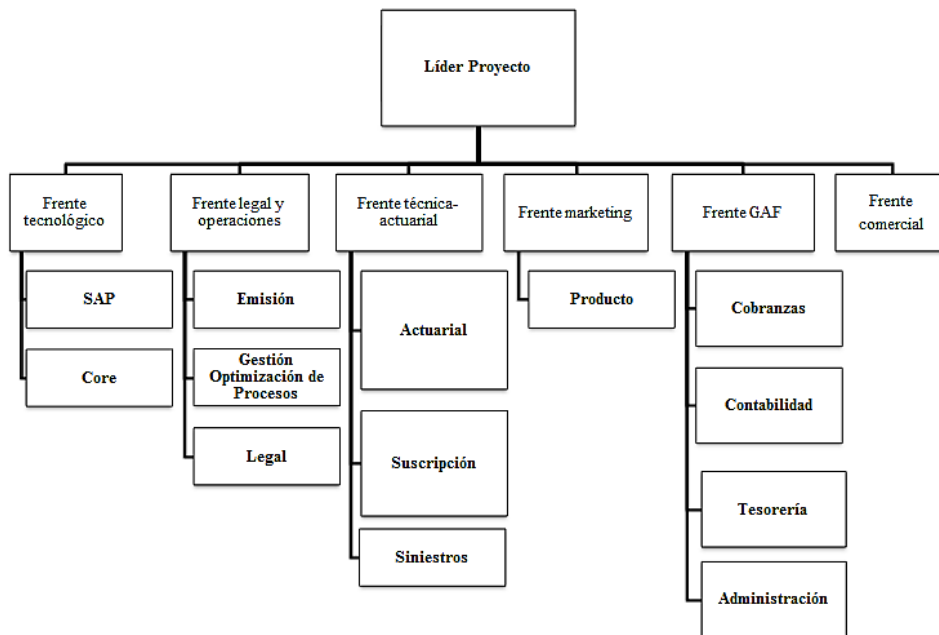 Líder Proyecto
Frente
tecnológico
Frente legal y
operaciones
Frente técnica-
actuarial
Frente marketing
Frente GAF
Frente
comercial
SAP
Core
Emisión
Gestión
Optimización de
Procesos
Legal
Actuarial
Suscripción
Siniestros
Producto
Cobranzas
Contabilidad
Tesorería
Administración